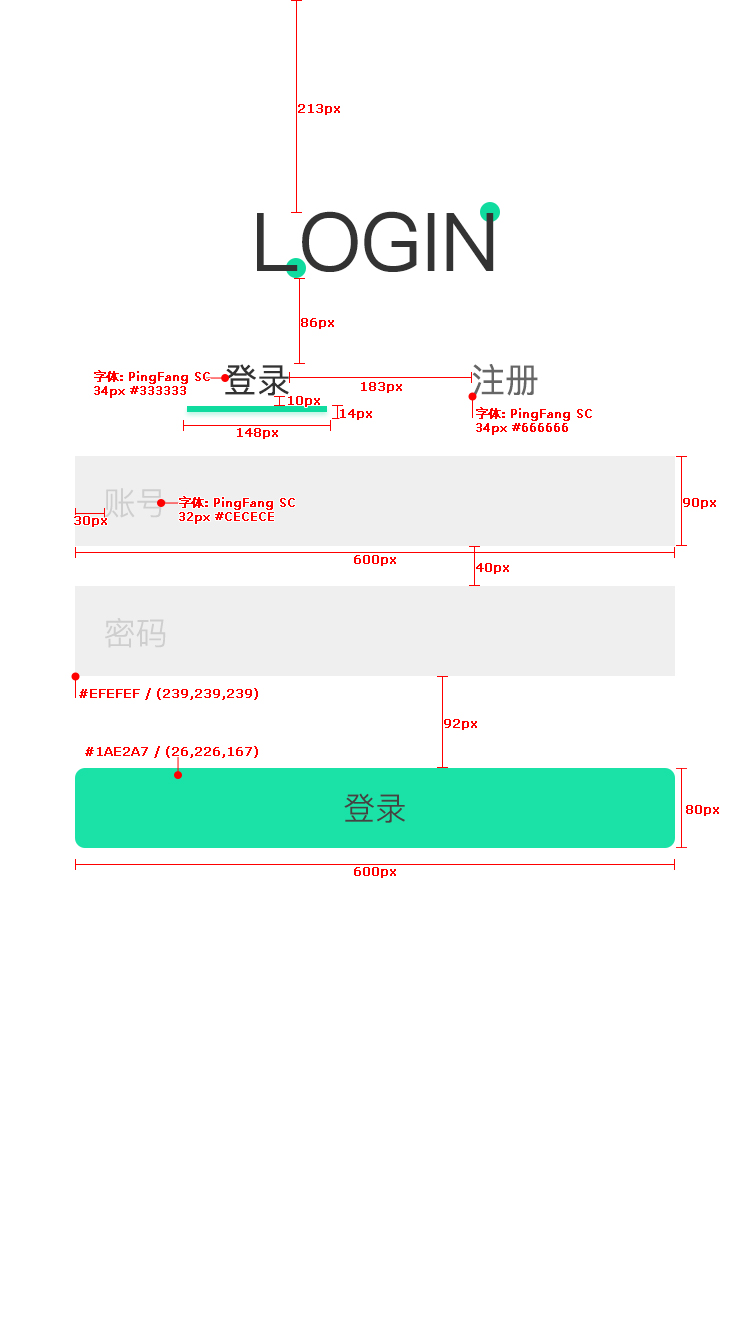 213px
LOGIN
86px
字体: PingFang SC
34px #333333
登录
183px
注册
10px
14px
148px
字体: PingFang SC
34px #666666
账号
字体: PingFang SC
32px #CECECE
30px
90px
600px
40px
密码
#EFEFEF / (239,239,239)
92px
#1AE2A7 / (26,226,167)
登录
80px
600px